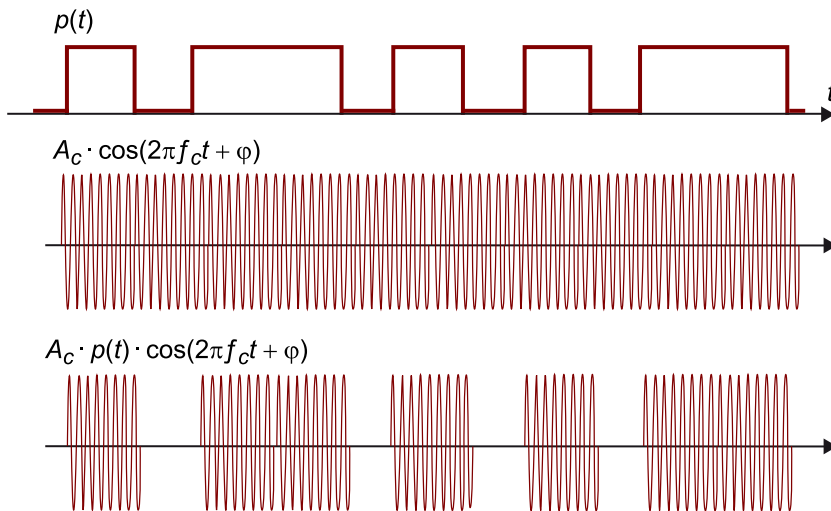 p(t)
t
A_c · cos(2πf_ct + φ)
A_c · p(t) · cos(2πf_ct + φ)